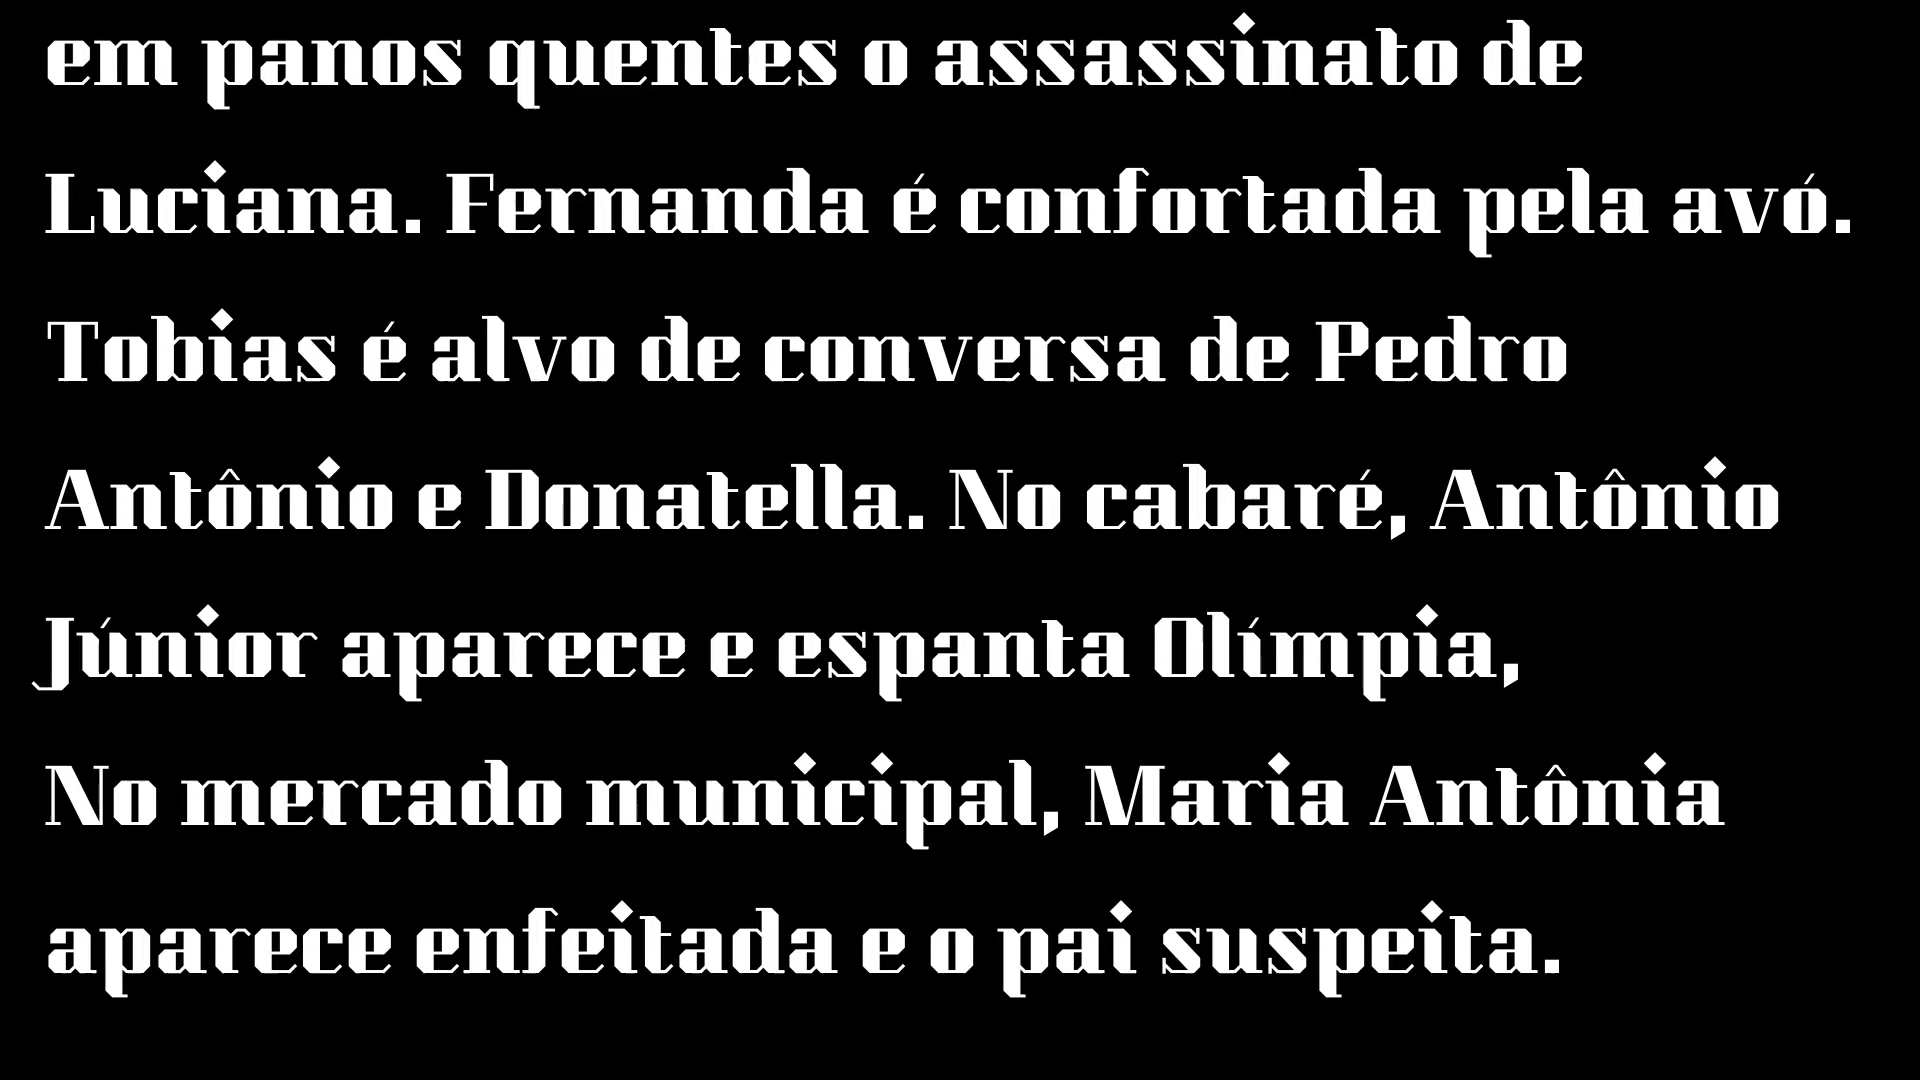 em panos quentes o assassinato de
Luciana. Fernanda é confortada pela avó.
Tobias é alvo de conversa de Pedro
Antônio e Donatella. No cabaré, Antônio
Júnior aparece e espanta Olímpia,
No mercado municipal, Maria Antônia
aparece enfeitada e o pai suspeita.